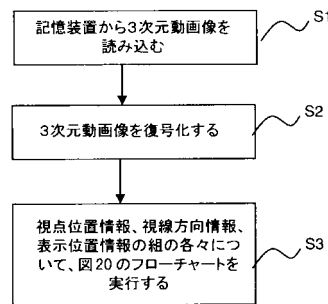 記憶装置から3次元動画像を
読み込む
S1
3次元動画像を復号化する
S2
視点位置情報、視線方向情報、
表示位置情報の組の各々につ
いて、図20のフローチャートを
実行する
S3